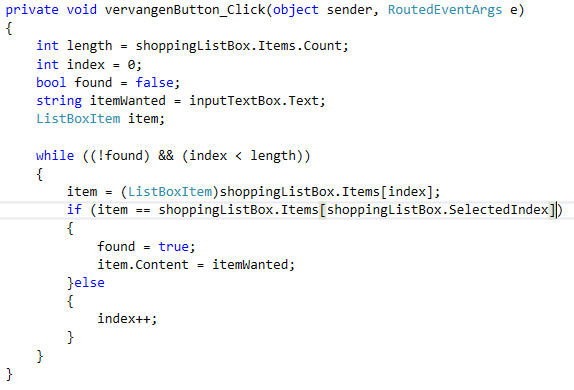 private void vervangenButton_Click(object sender, RoutedEventArgs e)
{
    int length = shoppingListBox.Items.Count;
    int index = 0;
    bool found = false;
    string itemWanted = inputTextBox.Text;
    ListBoxItem item;

    while ((!found) && (index < length))
    {
        item = (ListBoxItem)shoppingListBox.Items[index];
        if (item == shoppingListBox.Items[shoppingListBox.SelectedIndex])
        {
            found = true;
            item.Content = itemWanted;
        }else
        {
            index++;
        }
    }
}